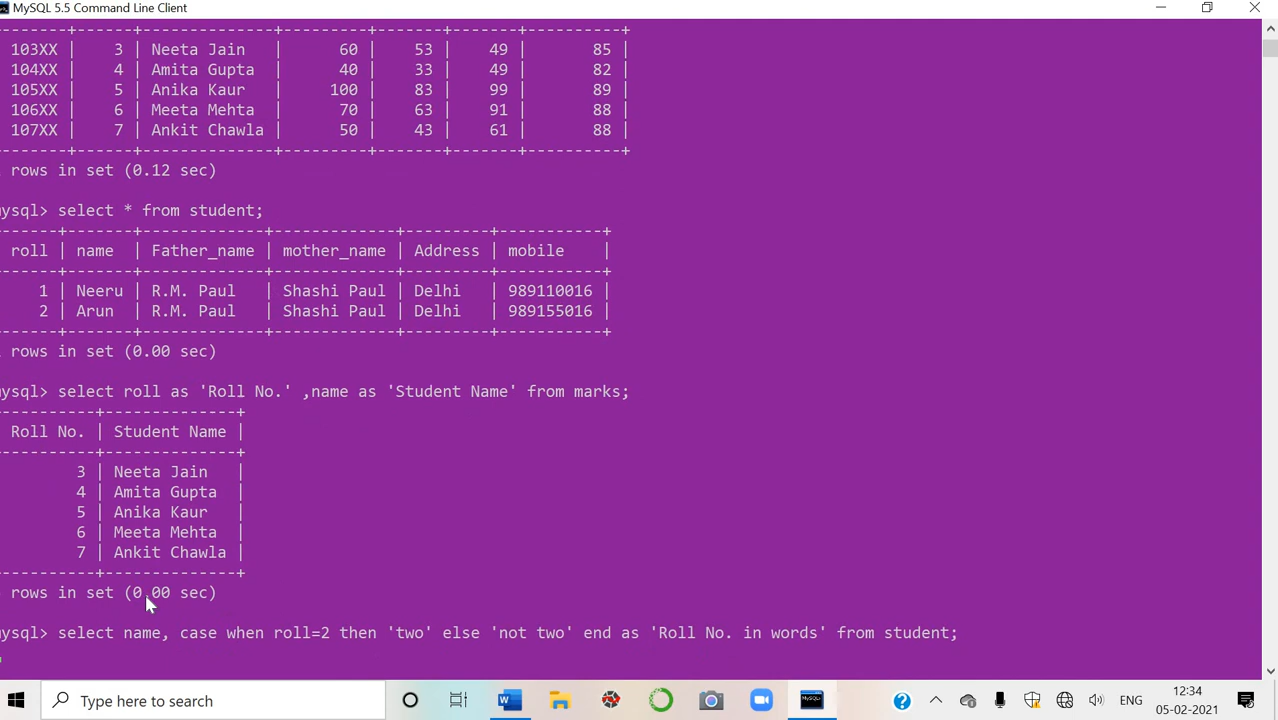 MySQL 5.5 Command Line Client
103XX | 3 | Neeta Jain | 60 | 53 | 49 | 85 |
104XX | 4 | Amita Gupta | 40 | 33 | 49 | 82 |
105XX | 5 | Anika Kaur | 100 | 83 | 99 | 89 |
106XX | 6 | Meeta Mehta | 70 | 63 | 91 | 88 |
107XX | 7 | Ankit Chawla | 50 | 43 | 61 | 88 |
rows in set (0.12 sec)
mysql> select * from student;
roll | name | Father_name | mother_name | Address | mobile |
1 | Neeru | R.M. Paul | Shashi Paul | Delhi | 989110016 |
2 | Arun | R.M. Paul | Shashi Paul | Delhi | 989155016 |
rows in set (0.00 sec)
mysql> select roll as 'Roll No.' ,name as 'Student Name' from marks;
Roll No. | Student Name |
3 | Neeta Jain |
4 | Amita Gupta |
5 | Anika Kaur |
6 | Meeta Mehta |
7 | Ankit Chawla |
rows in set (0.00 sec)
mysql> select name, case when roll=2 then 'two' else 'not two' end as 'Roll No. in words' from student;
Type here to search
ENG
12:34
05-02-2021